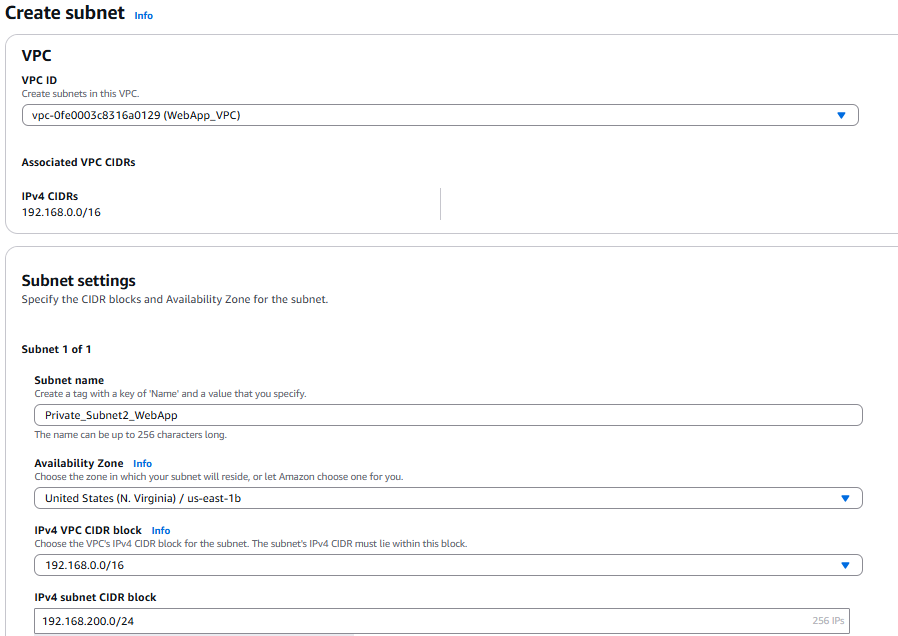 Create subnet Info
VPC
VPC ID
Create subnets in this VPC.
vpc-0fe0003c8316a0129 (WebApp_VPC)
Associated VPC CIDRs
IPv4 CIDRs
192.168.0.0/16
Subnet settings
Specify the CIDR blocks and Availability Zone for the subnet.
Subnet 1 of 1
Subnet name
Create a tag with a key of 'Name' and a value that you specify.
Private_Subnet2_WebApp
The name can be up to 256 characters long.
Availability Zone Info
Choose the zone in which your subnet will reside, or let Amazon choose one for you.
United States (N. Virginia) / us-east-1b
IPv4 VPC CIDR block Info
Choose the VPC's IPv4 CIDR block for the subnet. The subnet's IPv4 CIDR must lie within this block.
192.168.0.0/16
IPv4 subnet CIDR block
192.168.200.0/24 256 IPs